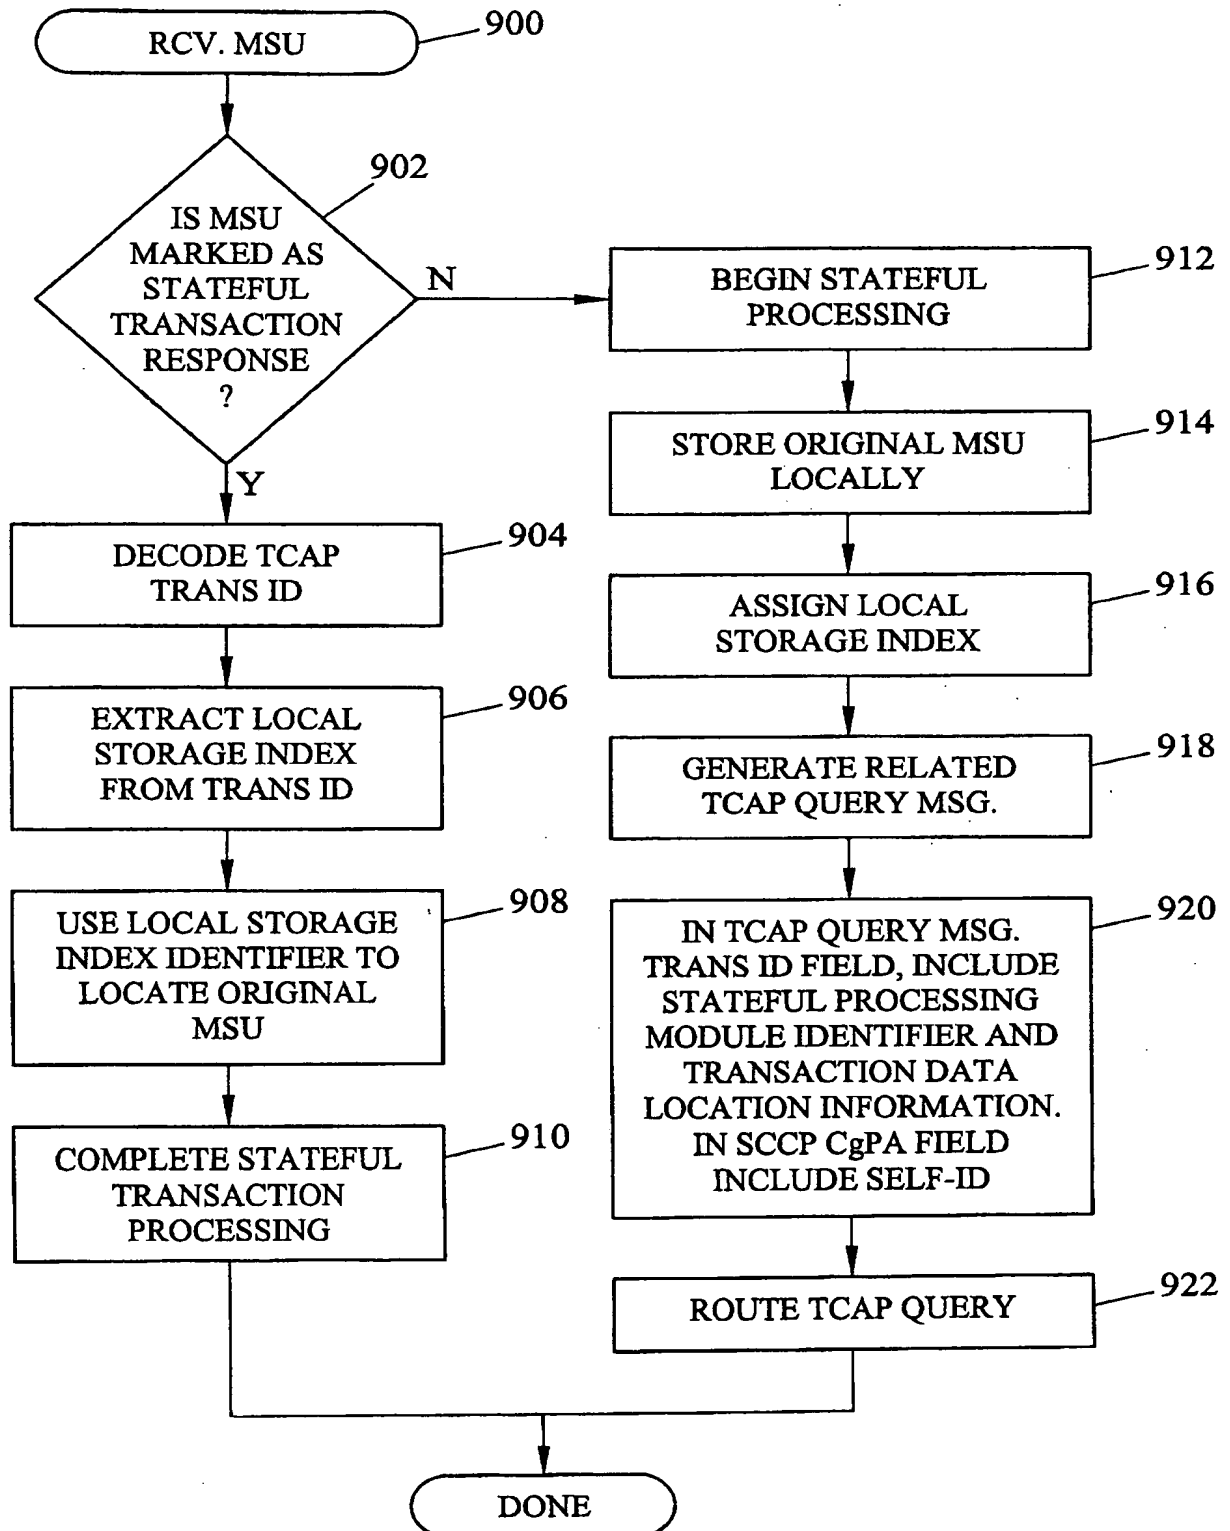 RCV. MSU
900
IS MSU
MARKED AS
STATEFUL
TRANSACTION
RESPONSE
?
902
N
Y
DECODE TCAP
TRANS ID
904
EXTRACT LOCAL
STORAGE INDEX
FROM TRANS ID
906
USE LOCAL STORAGE
INDEX IDENTIFIER TO
LOCATE ORIGINAL
MSU
908
COMPLETE STATEFUL
TRANSACTION
PROCESSING
910
BEGIN STATEFUL
PROCESSING
912
STORE ORIGINAL MSU
LOCALLY
914
ASSIGN LOCAL
STORAGE INDEX
916
GENERATE RELATED
TCAP QUERY MSG.
918
IN TCAP QUERY MSG.
TRANS ID FIELD, INCLUDE
STATEFUL PROCESSING
MODULE IDENTIFIER AND
TRANSACTION DATA
LOCATION INFORMATION.
IN SCCP CgPA FIELD
INCLUDE SELF-ID
920
ROUTE TCAP QUERY
922
DONE